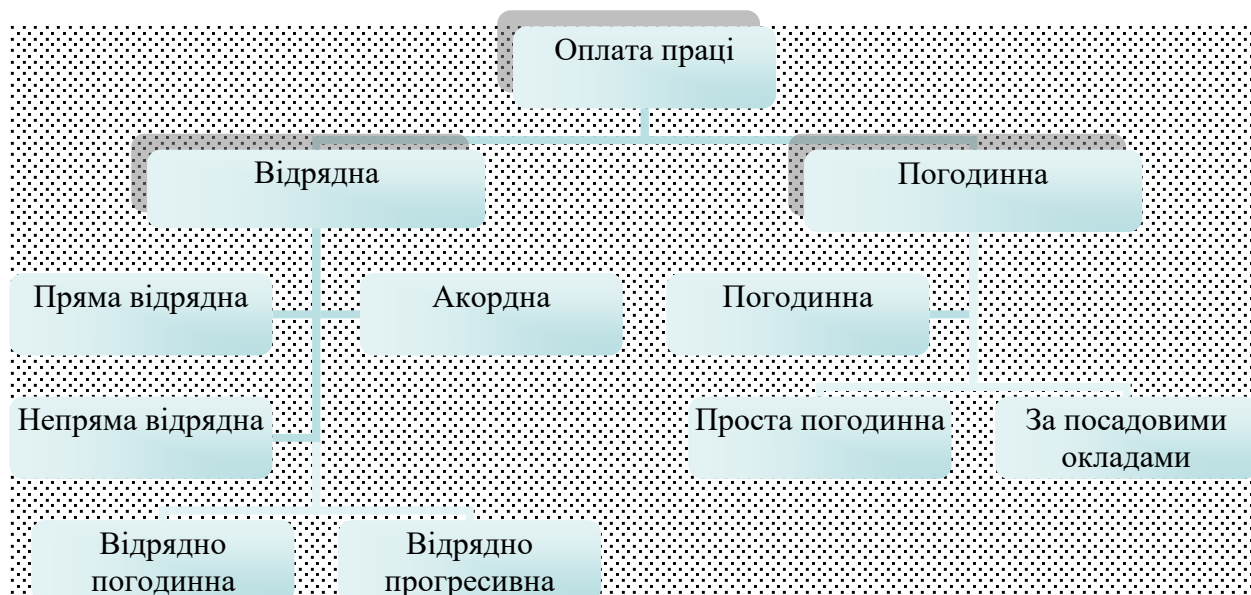 Оплата праці
Відрядна
Погодинна
Пряма відрядна
Акордна
Погодинна
Непряма відрядна
Проста погодинна
За посадовими
окладами
Відрядно
погодинна
Відрядно
прогресивна